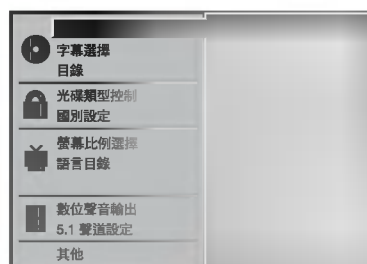 字幕選擇
目錄
光碟類型控制
國別設定
螢幕比例選擇
語言目錄
數位聲音輸出
5.1 聲道設定
其他